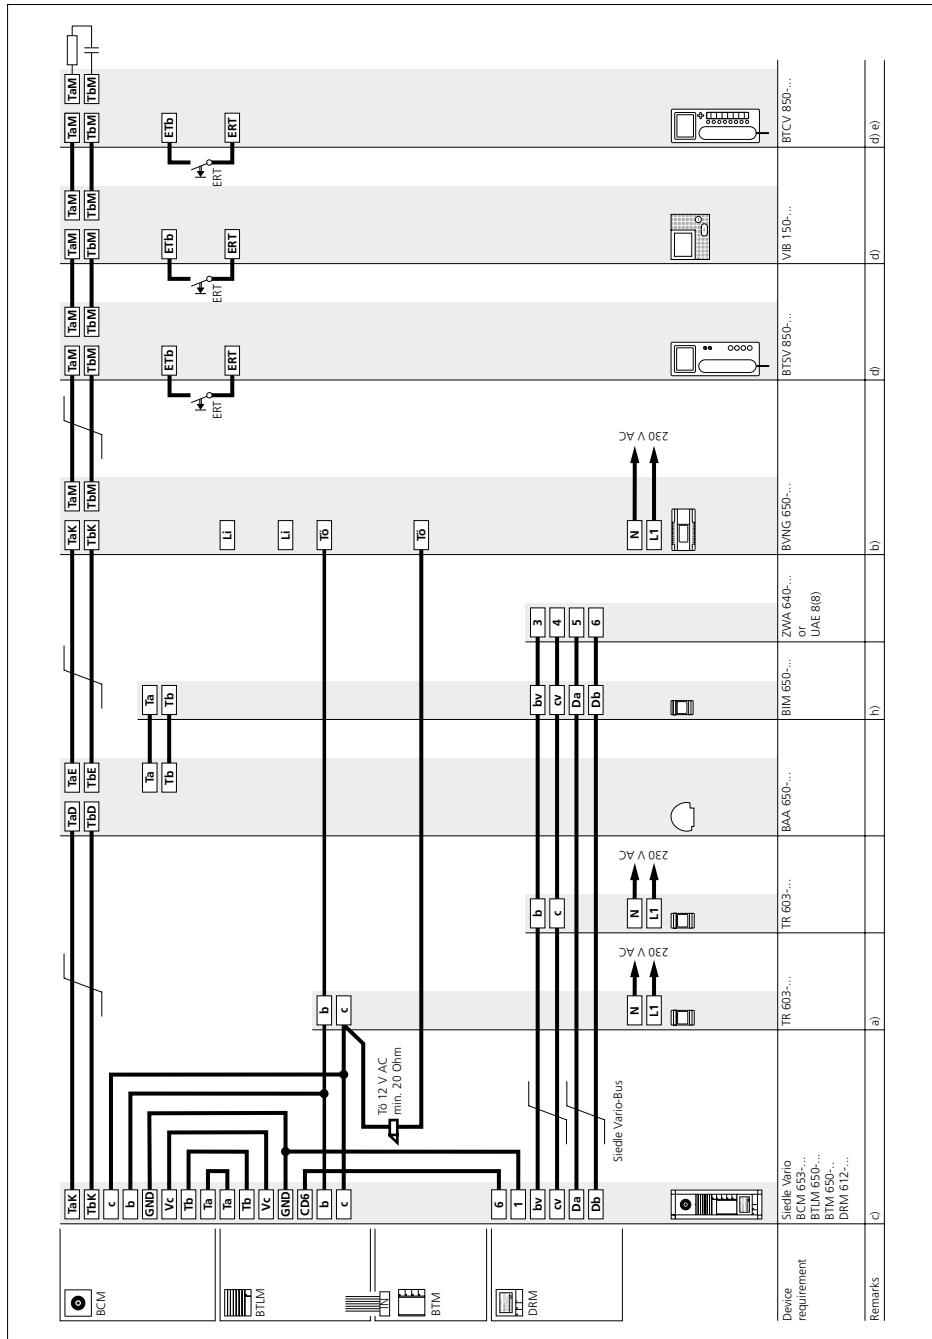 TaK TaD TaE TaK TaM TaM TaM TaM TaM TaM TaM
TbK TbD TbE TbK TbM TbM TbM TbM TbM TbM TbM
BCM
c
b
GND Ta Ta
Vc Tb Tb ETb ETb ETb
Tb
Ta
ERT ERT ERT
Ta Li ERT ERT ERT
Tb
BTLM
Vc
GND Li
CD6
b b Tö
c c
IN
Tö 12 V AC
min. 20 Ohm
Tö
BTM
6
1
DRM
bv b bv 3
cv c cv 4
Da Da 5
Db Db 6
Siedle Vario-Bus
N N N
230 V AC 230 V AC 230 V AC
L1 L1 L1
Device
requirement
Siedle Vario
BCM 653-...
BTLM 650-...
BTM 650-..
DRM 612-...
TR 603-...
TR 603-...
BAA 650-...
BIM 650-...
ZWA 640-...
or
UAE 8(8)
BVNG 650-...
BTSV 850-...
VIB 150-...
BTCV 850-...
Remarks c) a) h) b) d) d) d) e)